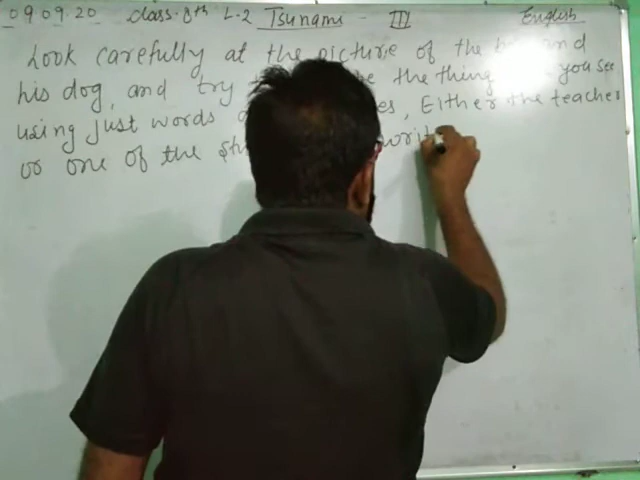 09.09.20 Class-8th L-2 Tsunami - III English
Look carefully at the picture of the and
his dog, and try the thing you see
using just words Either the teacher
or one of the writ